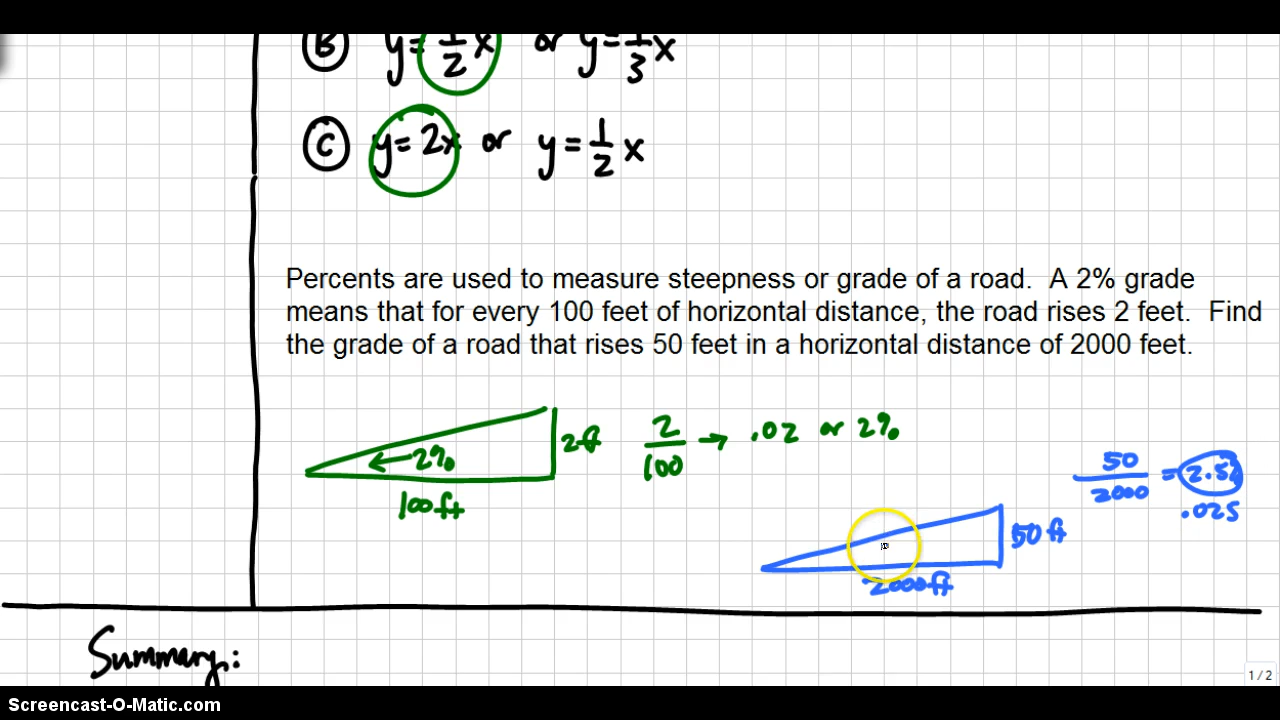 B y=1/2x or y=1/3x
C y=2x or y=1/2x
Percents are used to measure steepness or grade of a road. A 2% grade
means that for every 100 feet of horizontal distance, the road rises 2 feet. Find
the grade of a road that rises 50 feet in a horizontal distance of 2000 feet.
2% 2ft 2/100 → .02 or 2%
100ft
50/2000 = 2.5%
.025
50 ft
2000 ft
Summary:
1 / 2
Screencast-O-Matic.com